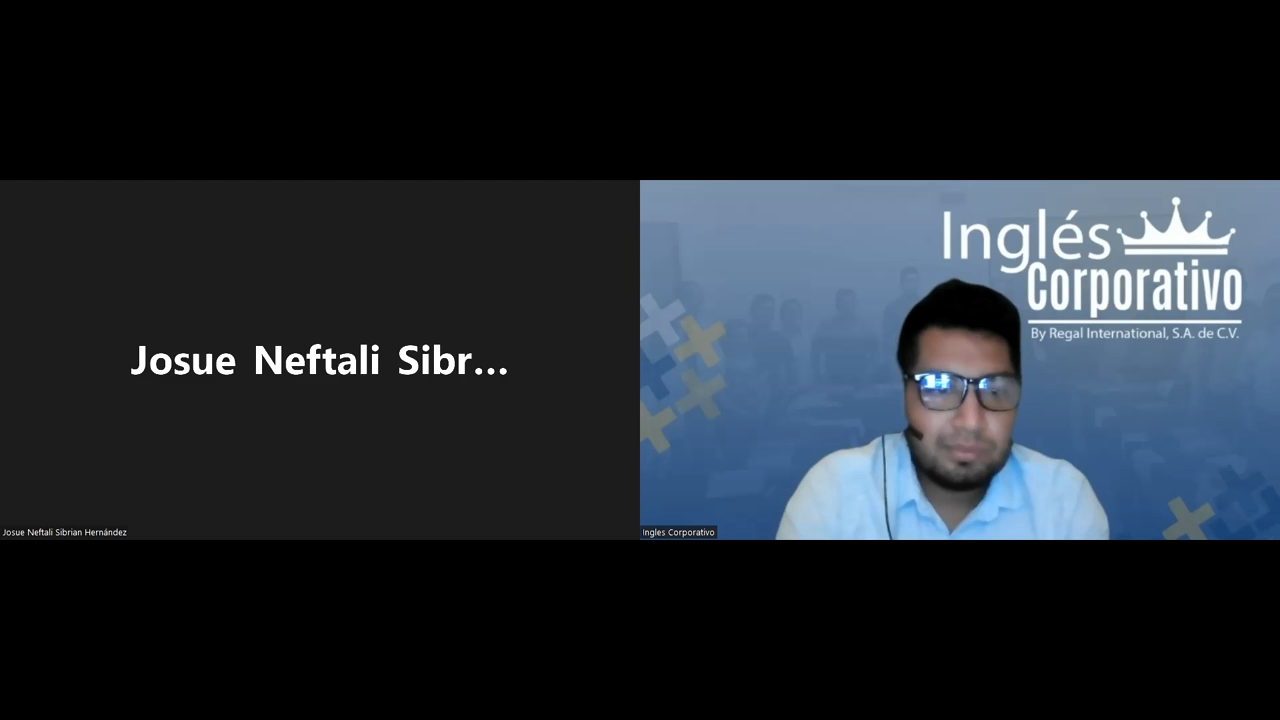 Josue Neftali Sibr...
Josue Neftali Sibrian Hernández
Inglés
Corporativo
By Regal International, S.A. de C.V.
Ingles Corporativo